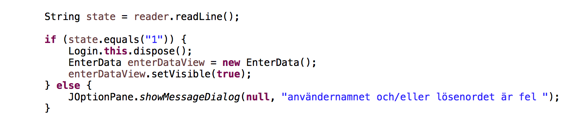 String state = reader.readLine();
if (state.equals("1")) {
Login.this.dispose();
EnterData enterDataView = new EnterData();
enterDataView.setVisible(true);
} else {
JOptionPane.showMessageDialog(null, "användernamnet och/eller lösenordet är fel ");
}